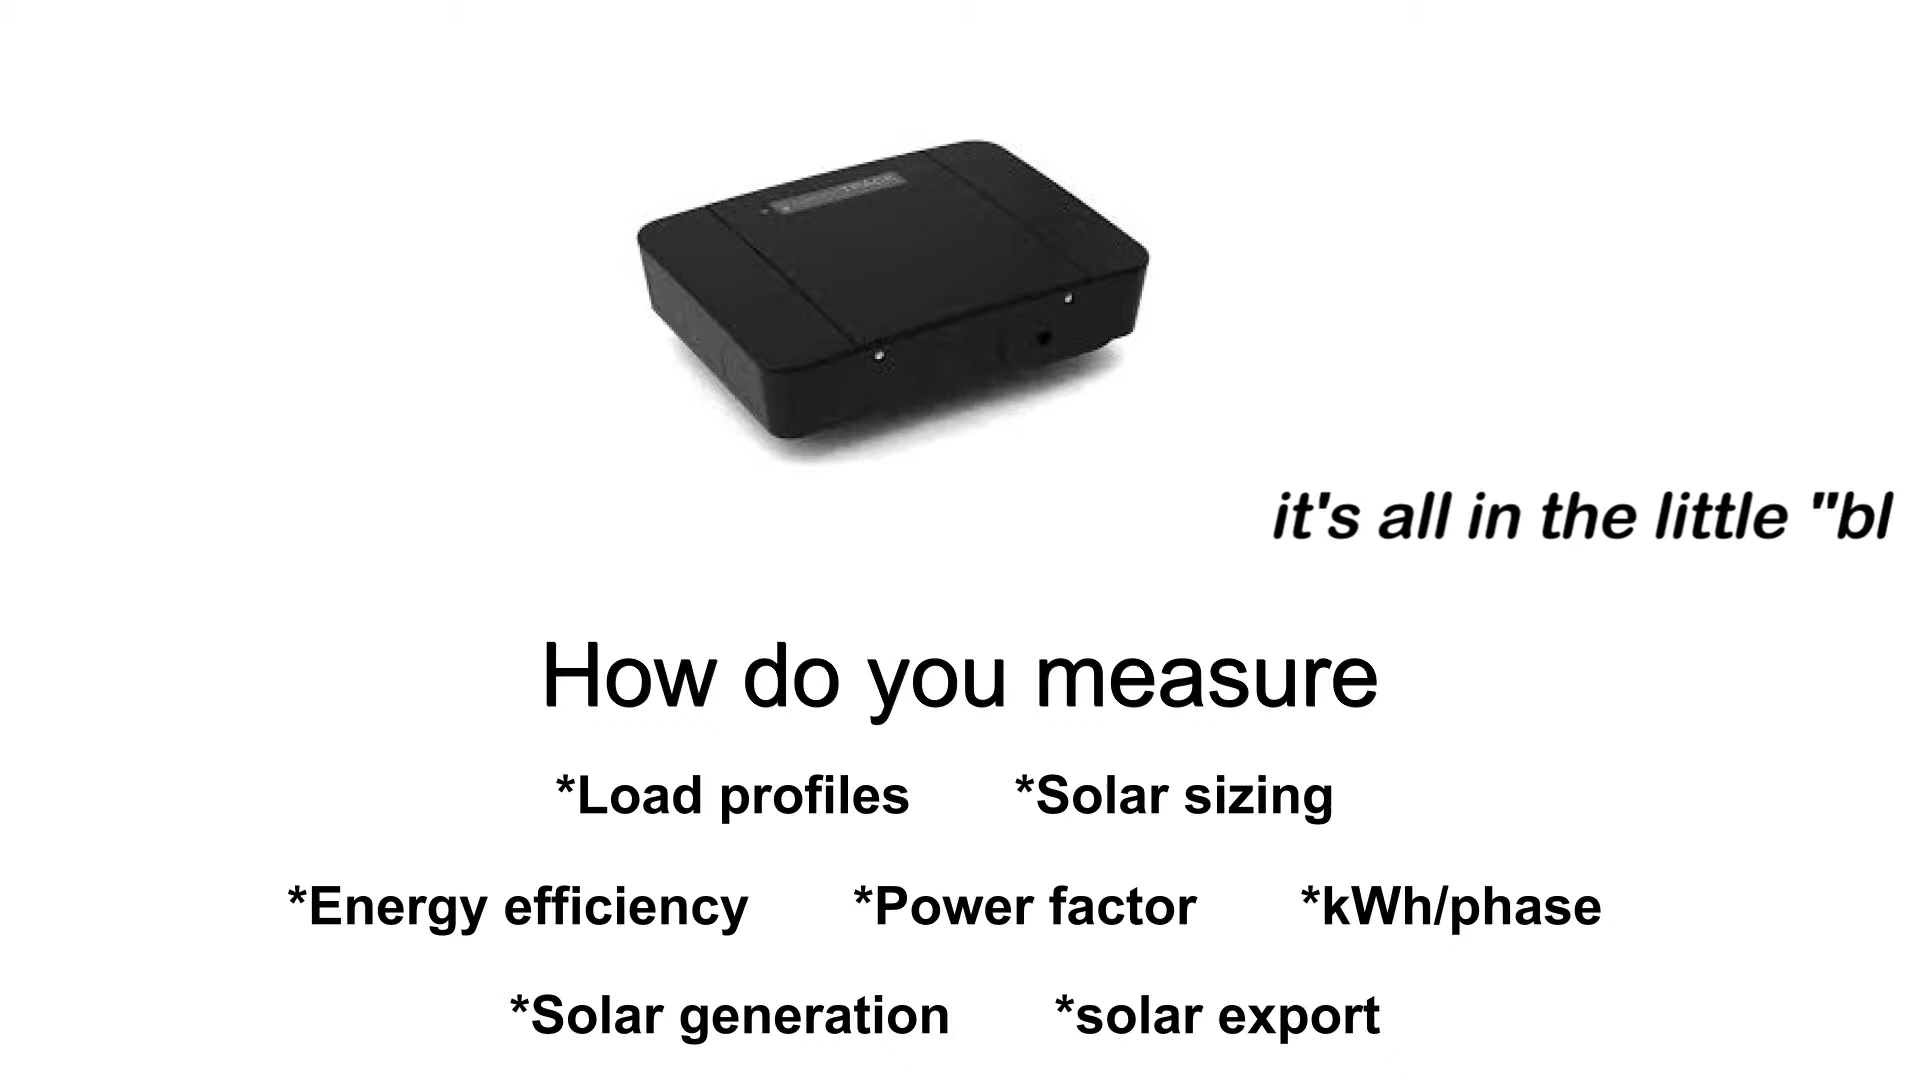 it's all in the little "bl
How do you measure
*Load profiles *Solar sizing
*Energy efficiency *Power factor *kWh/phase
*Solar generation *solar export